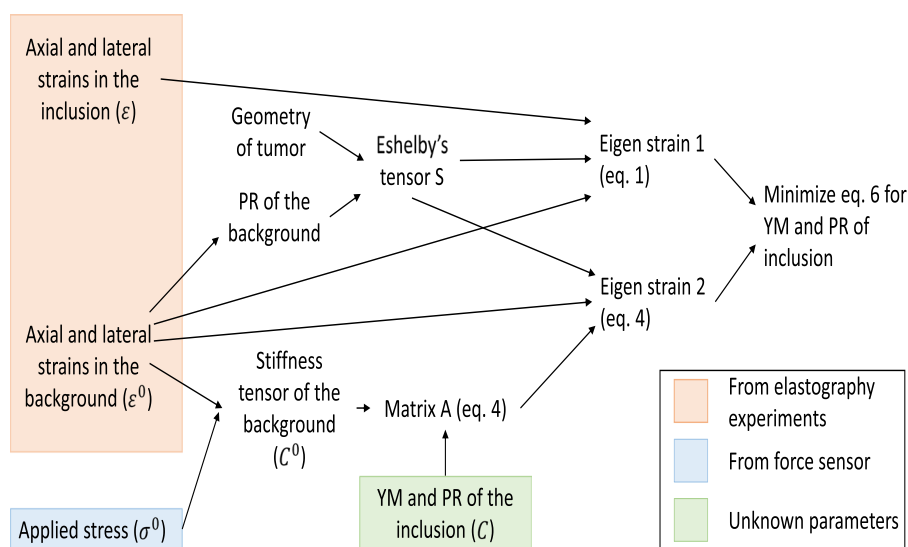 Axial and lateral
strains in the
inclusion (ε)
Geometry
of tumor
PR of the
background
Eshelby's
tensor S
Eigen strain 1
(eq. 1)
Minimize eq. 6 for
YM and PR of
inclusion
Eigen strain 2
(eq. 4)
Axial and lateral
strains in the
background (ε⁰)
Stiffness
tensor of the
background
(C⁰)
Matrix A (eq. 4)
YM and PR of the
inclusion (C)
Applied stress (σ⁰)
From elastography
experiments
From force sensor
Unknown parameters